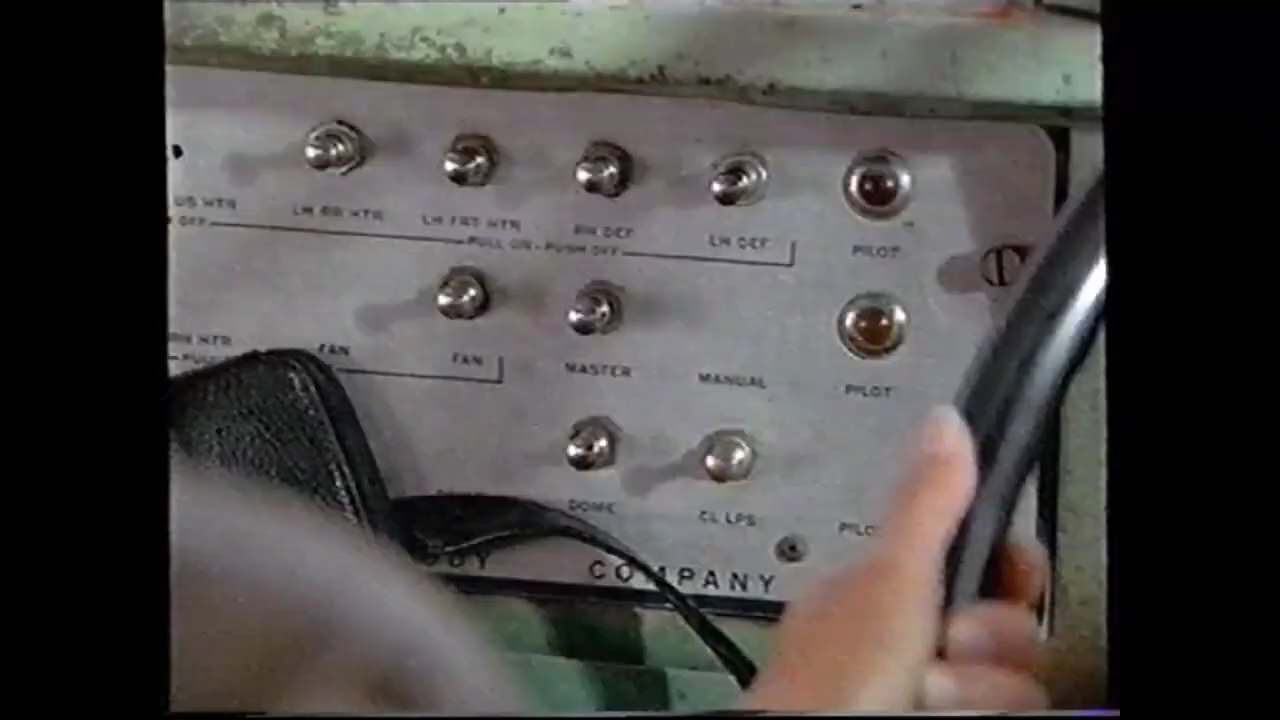 LH RR HTR LH FRT HTR RH DEF LH DEF PILOT
OFF PULL ON - PUSH OFF
FAN FAN MASTER MANUAL PILOT
DOME CL LPS
COMPANY